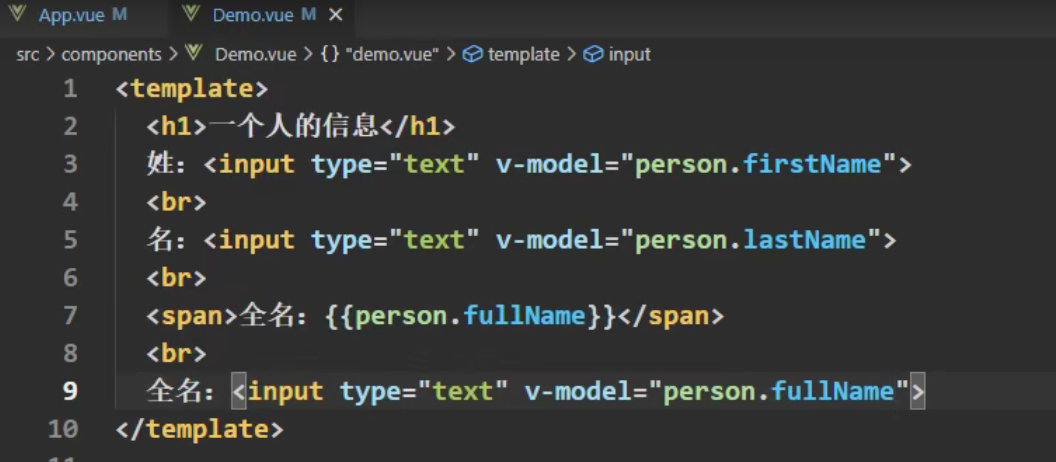 App.vue M Demo.vue M
src > components > Demo.vue > {} "demo.vue" > template > input
1 <template>
2 <h1>一个人的信息</h1>
3 姓：<input type="text" v-model="person.firstName">
4 <br>
5 名：<input type="text" v-model="person.lastName">
6 <br>
7 <span>全名：{{person.fullName}}</span>
8 <br>
9 全名：<input type="text" v-model="person.fullName">
10 </template>